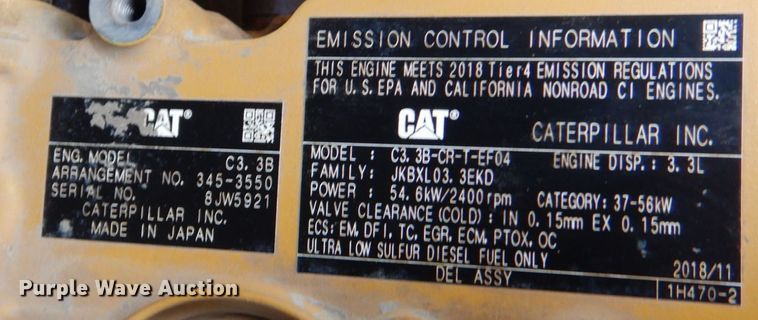 CAT®
ENG. MODEL C3.3B
ARRANGEMENT NO. 345-3550
SERIAL NO. 8JW5921
CATERPILLAR INC.
MADE IN JAPAN
EMISSION CONTROL INFORMATION
THIS ENGINE MEETS 2018 Tier4 EMISSION REGULATIONS
FOR U.S.EPA AND CALIFORNIA NONROAD CI ENGINES.
CAT® CATERPILLAR INC.
MODEL : C3.3B-CR-T-EF04 ENGINE DISP.: 3.3L
FAMILY: JKBXL03.3EKD
POWER : 54.6kW/2400rpm CATEGORY: 37-56kW
VALVE CLEARANCE (COLD) : IN 0.15mm EX 0.15mm
ECS: EM, DFI, TC, EGR, ECM, PTOX, OC
ULTRA LOW SULFUR DIESEL FUEL ONLY
DEL ASSY 2018/11
1H470-2
Purple Wave Auction